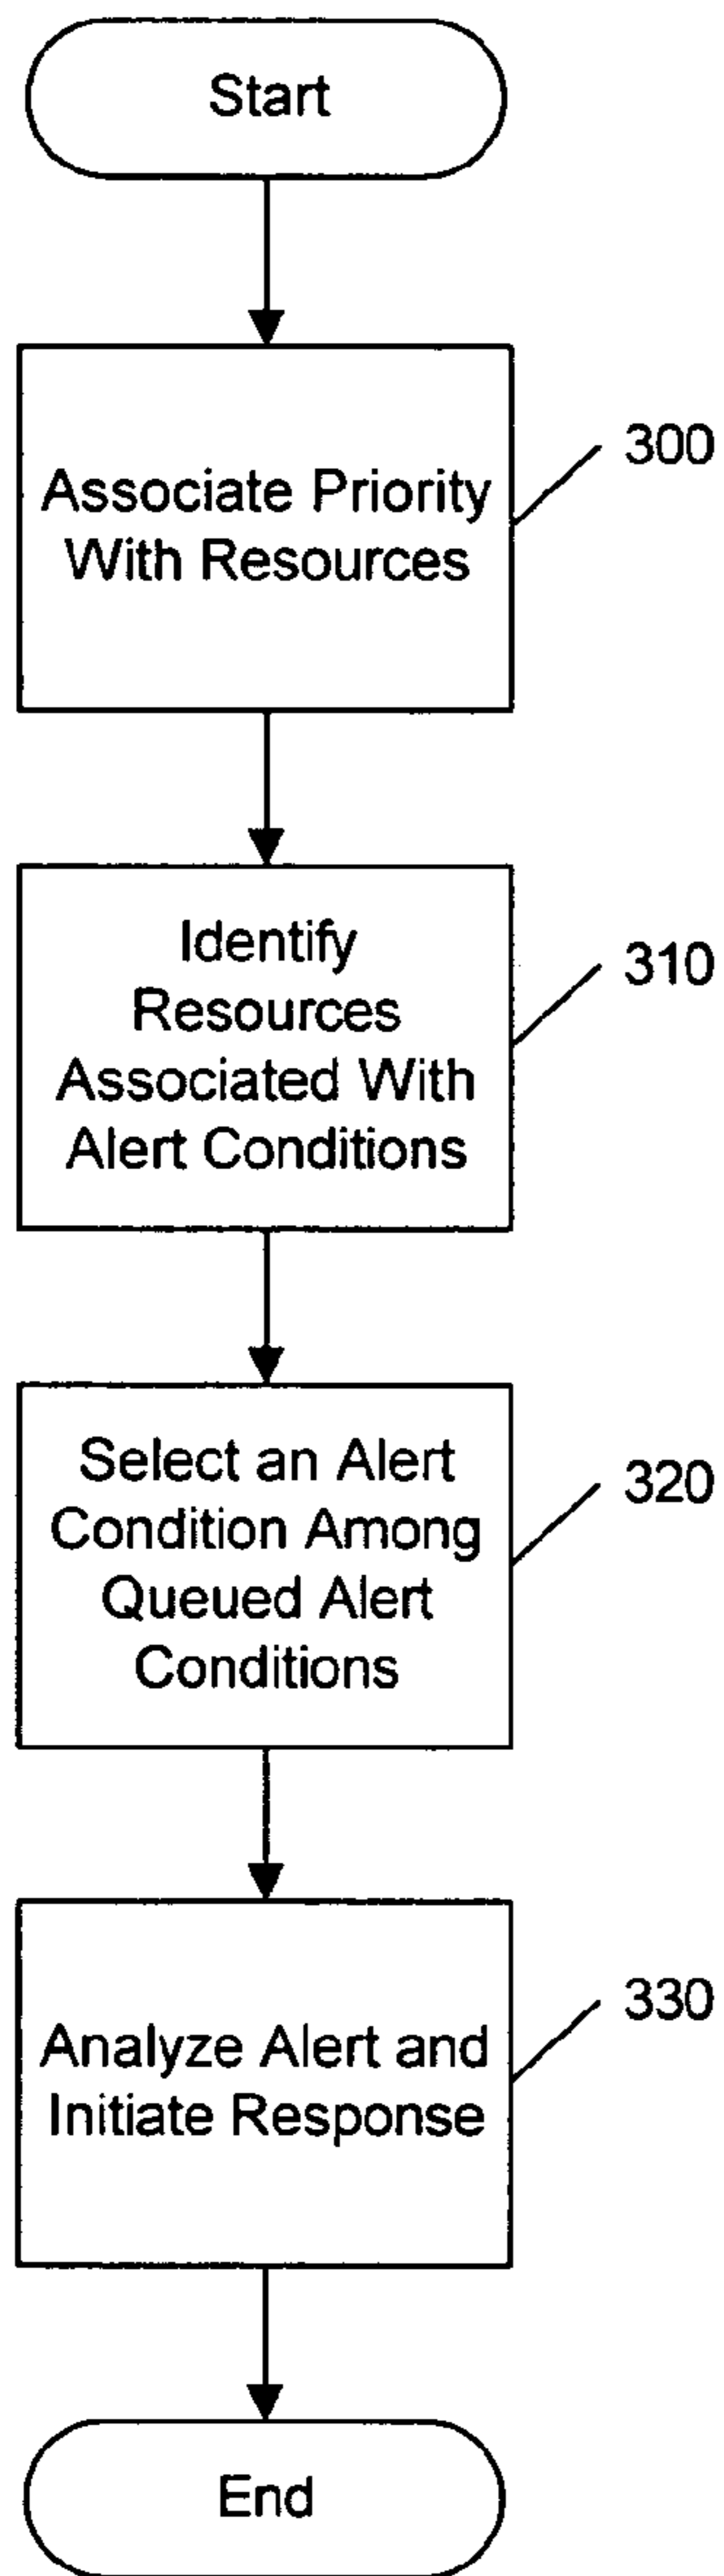 Start
Associate Priority
With Resources
300
Identify
Resources
Associated With
Alert Conditions
310
Select an Alert
Condition Among
Queued Alert
Conditions
320
Analyze Alert and
Initiate Response
330
End